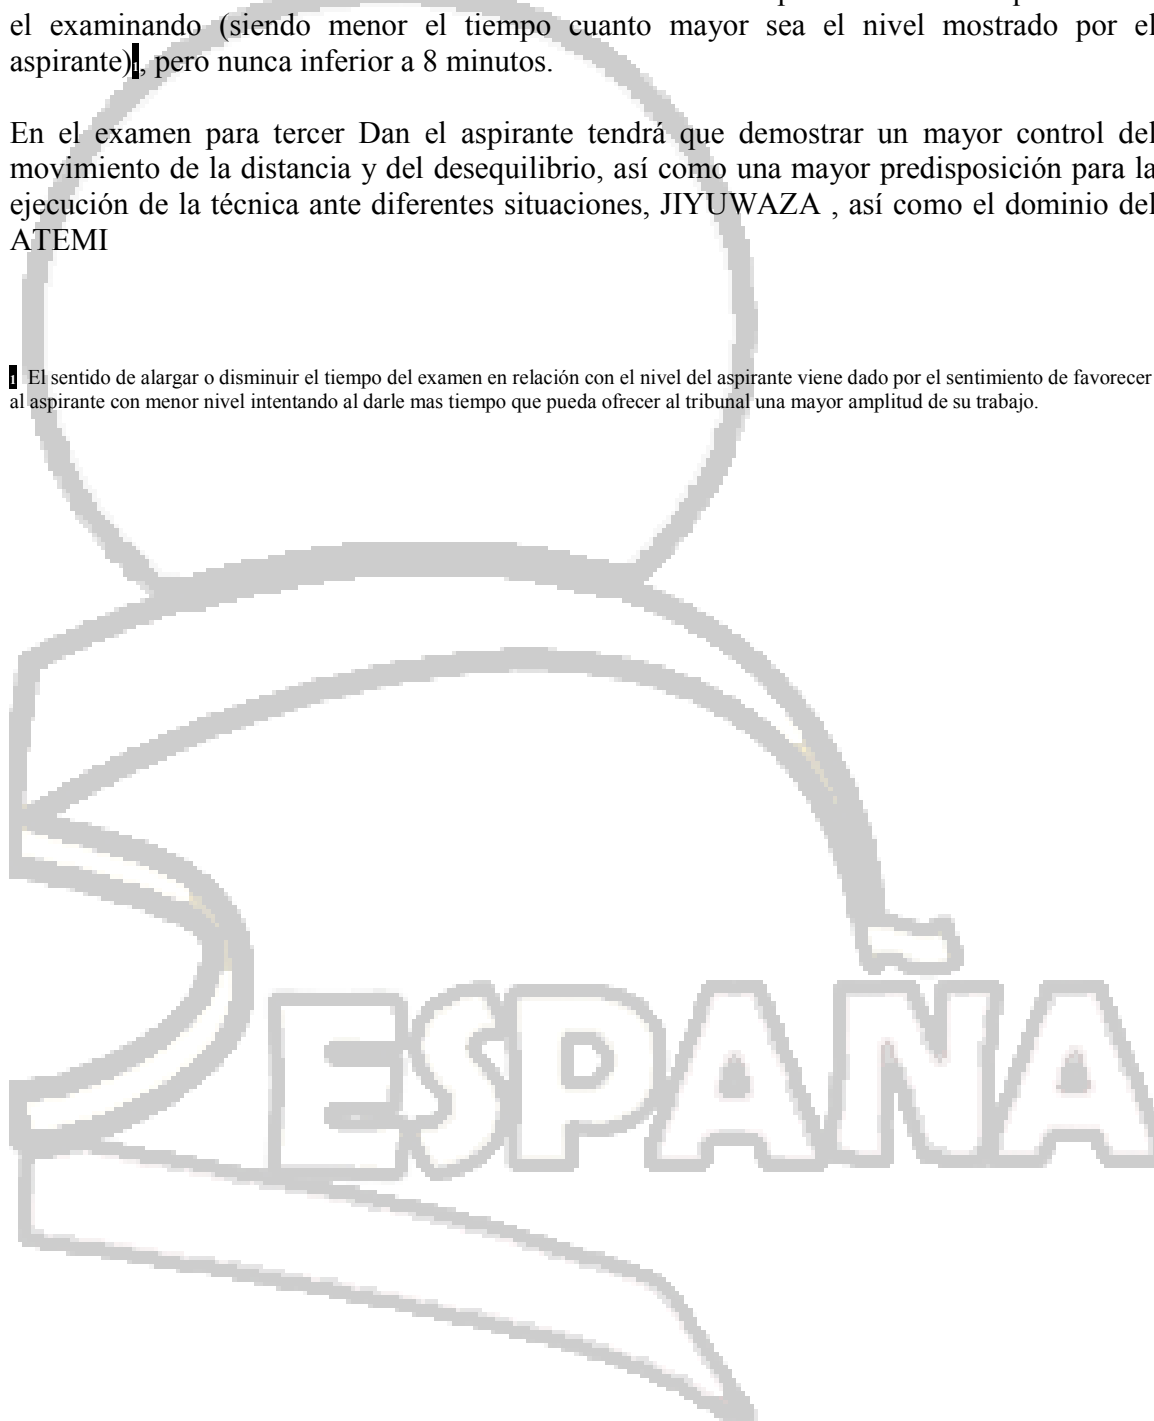 el examinando (siendo menor el tiempo cuanto mayor sea el nivel mostrado por el
aspirante)1, pero nunca inferior a 8 minutos.
En el examen para tercer Dan el aspirante tendrá que demostrar un mayor control del
movimiento de la distancia y del desequilibrio, así como una mayor predisposición para la
ejecución de la técnica ante diferentes situaciones, JIYUWAZA , así como el dominio del
ATEMI
1 El sentido de alargar o disminuir el tiempo del examen en relación con el nivel del aspirante viene dado por el sentimiento de favorecer
al aspirante con menor nivel intentando al darle mas tiempo que pueda ofrecer al tribunal una mayor amplitud de su trabajo.
ESPAÑA